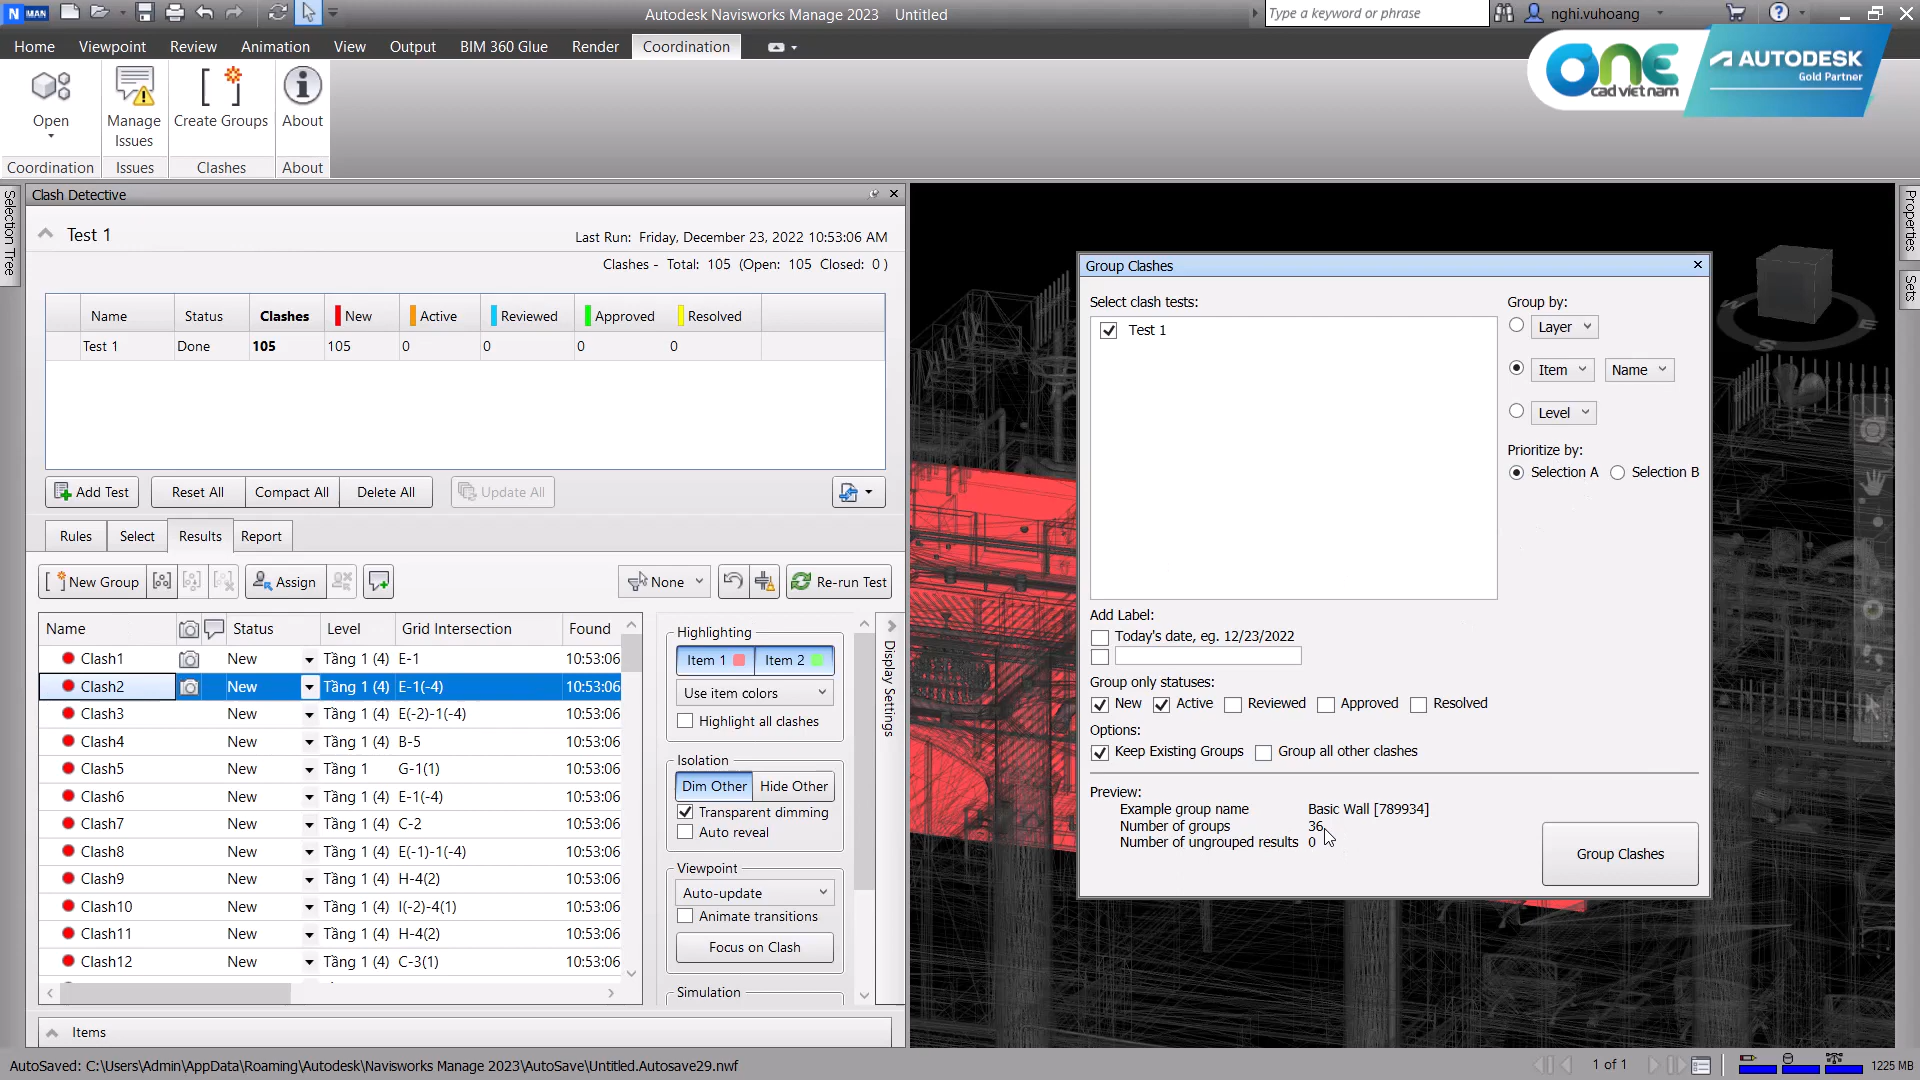 N MAN
Autodesk Navisworks Manage 2023 Untitled
Type a keyword or phrase
nghi.vuhoang
Home Viewpoint Review Animation View Output BIM 360 Glue Render Coordination
ONE
cad việt nam
AUTODESK
Gold Partner
Open
Manage Issues
Create Groups
About
Coordination Issues Clashes About
Selection Tree
Clash Detective
Test 1
Last Run: Friday, December 23, 2022 10:53:06 AM
Clashes - Total: 105 (Open: 105 Closed: 0 )
Name Status Clashes New Active Reviewed Approved Resolved
Test 1 Done 105 105 0 0 0 0
Add Test Reset All Compact All Delete All Update All
Rules Select Results Report
New Group Assign None Re-run Test
Name Status Level Grid Intersection Found
Clash1 New Tầng 1 (4) E-1 10:53:06
Clash2 New Tầng 1 (4) E-1(-4) 10:53:06
Clash3 New Tầng 1 (4) E(-2)-1(-4) 10:53:06
Clash4 New Tầng 1 (4) B-5 10:53:06
Clash5 New Tầng 1 G-1(1) 10:53:06
Clash6 New Tầng 1 (4) E-1(-4) 10:53:06
Clash7 New Tầng 1 (4) C-2 10:53:06
Clash8 New Tầng 1 (4) E(-1)-1(-4) 10:53:06
Clash9 New Tầng 1 (4) H-4(2) 10:53:06
Clash10 New Tầng 1 (4) I(-2)-4(1) 10:53:06
Clash11 New Tầng 1 (4) H-4(2) 10:53:06
Clash12 New Tầng 1 (4) C-3(1) 10:53:06
Highlighting
Item 1 Item 2
Use item colors
Highlight all clashes
Isolation
Dim Other Hide Other
Transparent dimming
Auto reveal
Viewpoint
Auto-update
Animate transitions
Focus on Clash
Simulation
Display Settings
Items
Group Clashes
Select clash tests:
Test 1
Group by:
Layer
Item Name
Level
Prioritize by:
Selection A Selection B
Add Label:
Today's date, eg. 12/23/2022
Group only statuses:
New Active Reviewed Approved Resolved
Options:
Keep Existing Groups Group all other clashes
Preview:
Example group name Basic Wall [789934]
Number of groups 36
Number of ungrouped results 0
Group Clashes
W
S
E
Properties
Sets
AutoSaved: C:\Users\Admin\AppData\Roaming\Autodesk\Navisworks Manage 2023\AutoSave\Untitled.Autosave29.nwf
1 of 1
1225 MB